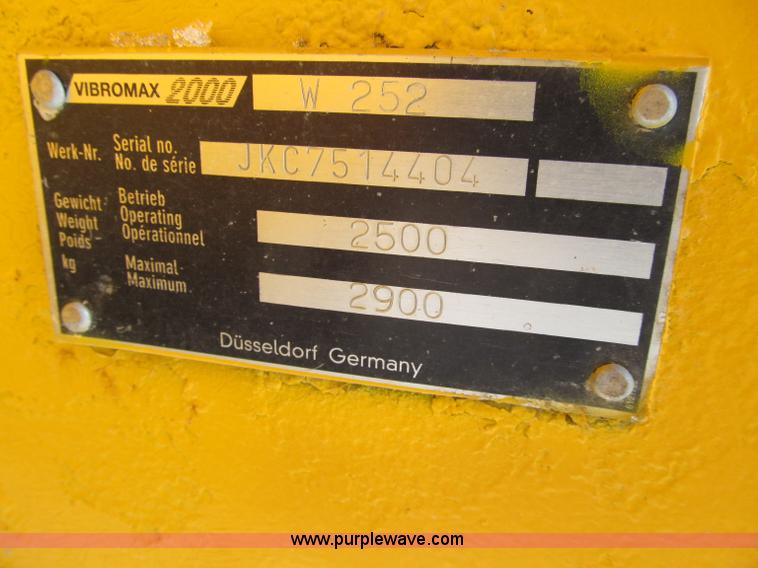 VIBROMAX 2000 W 252
Werk-Nr. Serial no. JKC7514404
No. de série
Gewicht Betrieb
Weight Operating 2500
Poids Opérationnel
kg Maximal-
Maximum 2900
Düsseldorf Germany
www.purplewave.com